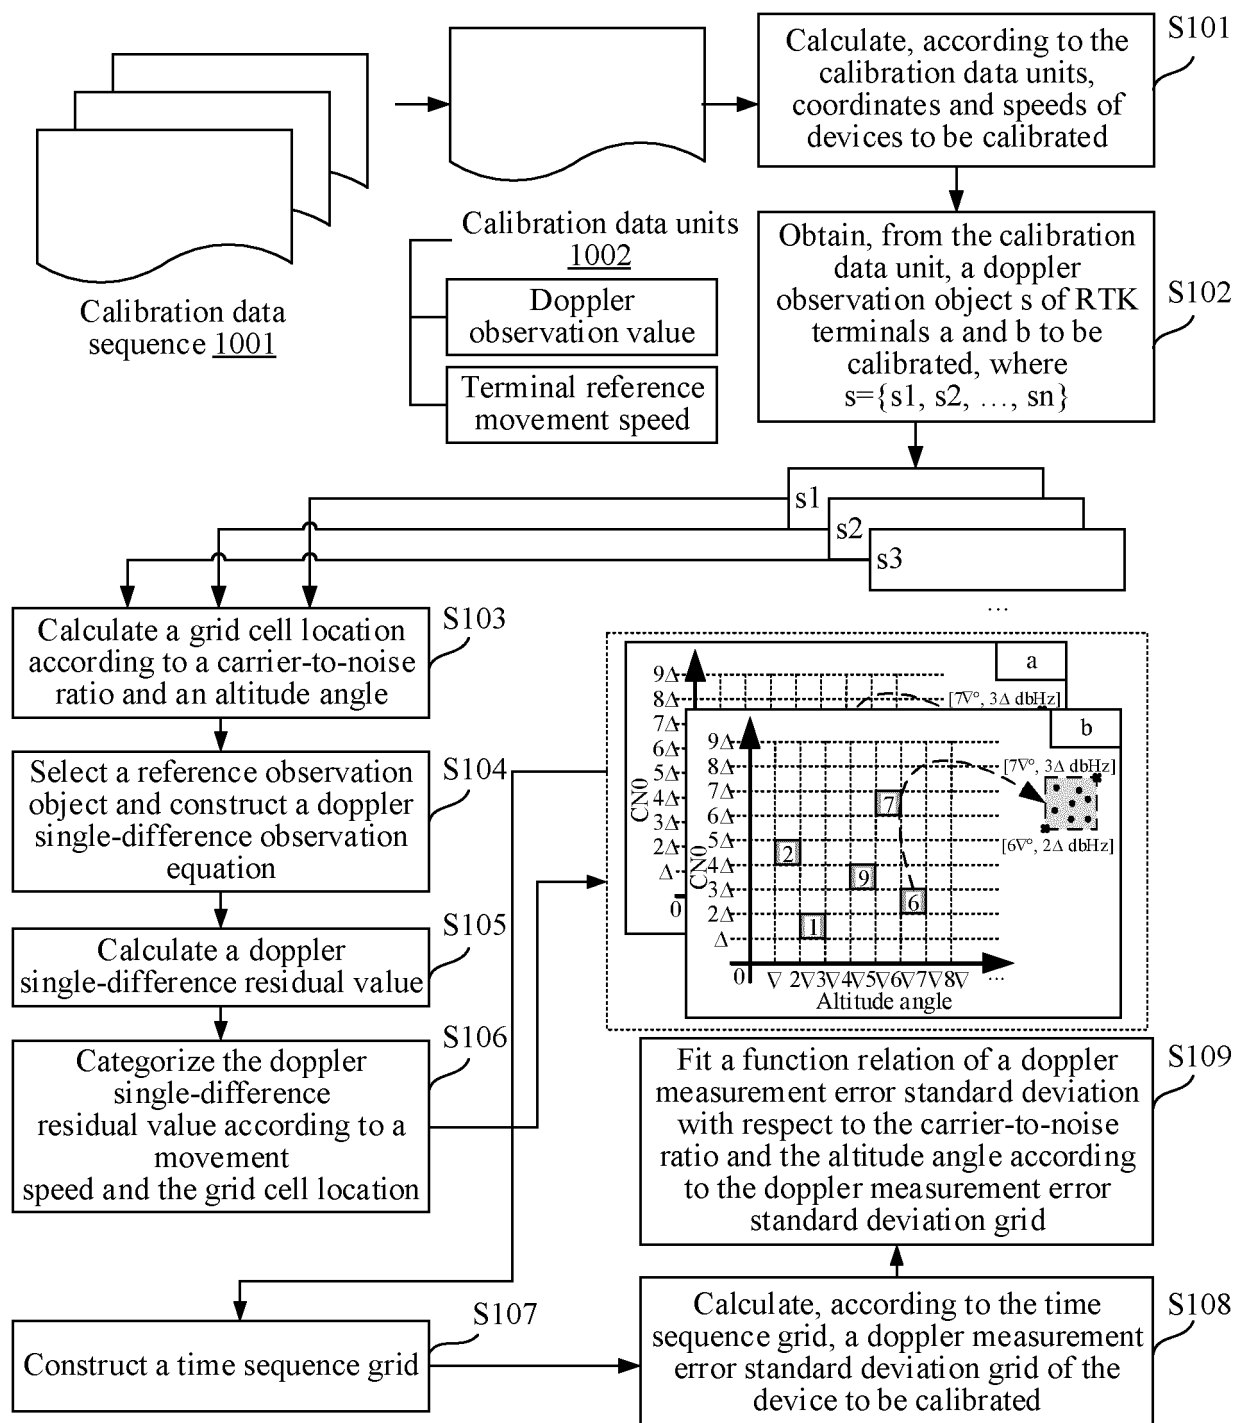 Calculate, according to the
calibration data units,
coordinates and speeds of
devices to be calibrated
S101
Calibration data
sequence 1001
Calibration data units
1002
Doppler
observation value
Terminal reference
movement speed
Obtain, from the calibration
data unit, a doppler
observation object s of RTK
terminals a and b to be
calibrated, where
s={s1, s2, …, sn}
S102
s1
s2
s3
...
Calculate a grid cell location
according to a carrier-to-noise
ratio and an altitude angle
S103
Select a reference observation
object and construct a doppler
single-difference observation
equation
S104
Calculate a doppler
single-difference residual value
S105
Categorize the doppler
single-difference
residual value according to a
movement
speed and the grid cell location
S106
a
9Δ
8Δ
7Δ
6Δ
5Δ
4Δ
3Δ
2Δ
Δ
0
CN0
[7∇°, 3Δ dbHz]
b
9Δ
8Δ
7Δ
6Δ
5Δ
4Δ
3Δ
2Δ
Δ
0
CN0
[7∇°, 3Δ dbHz]
[6∇°, 2Δ dbHz]
7
2
9
6
1
∇ 2∇3∇4∇5∇6∇7∇8∇ ...
Altitude angle
Construct a time sequence grid
S107
Calculate, according to the time
sequence grid, a doppler measurement
error standard deviation grid of the
device to be calibrated
S108
Fit a function relation of a doppler
measurement error standard deviation
with respect to the carrier-to-noise
ratio and the altitude angle according
to the doppler measurement error
standard deviation grid
S109